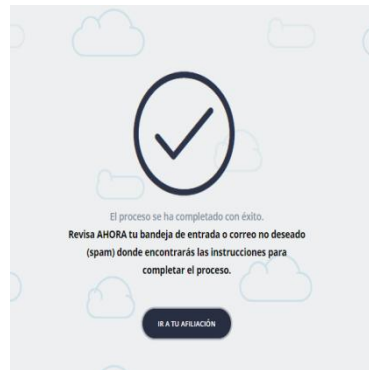 El proceso se ha completado con éxito.
Revisa AHORA tu bandeja de entrada o correo no deseado
(spam) donde encontrarás las instrucciones para
completar el proceso.
IR A TU AFILIACIÓN